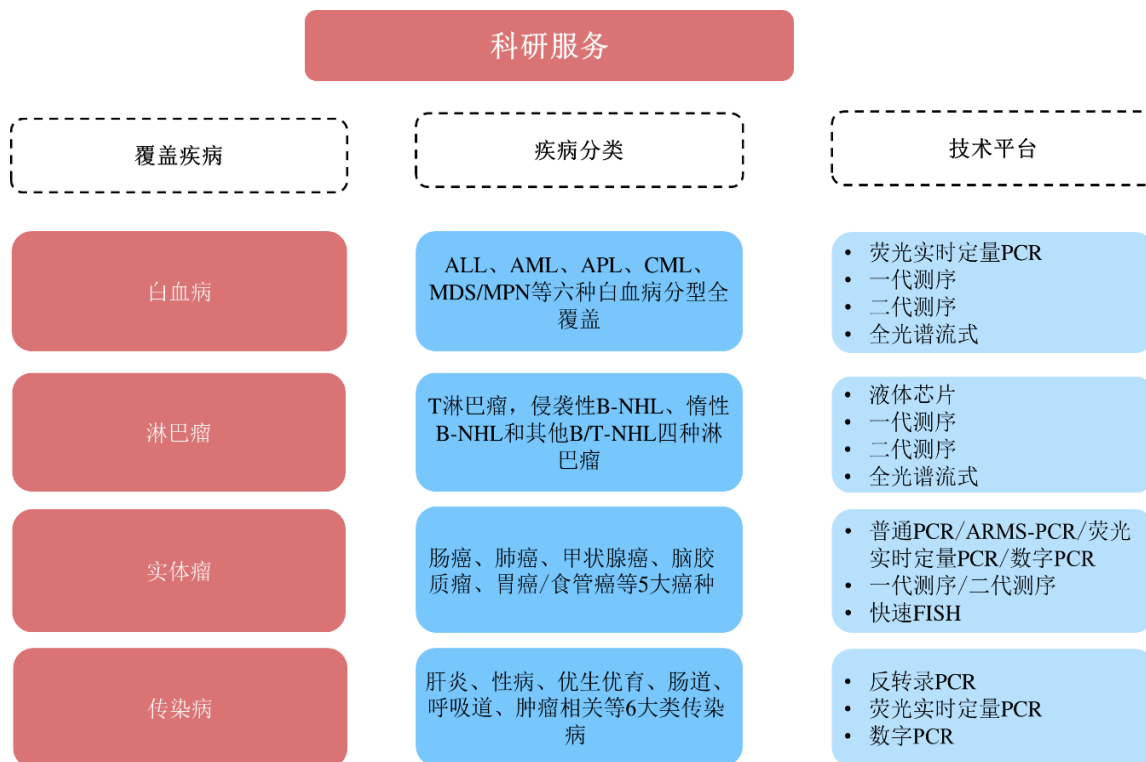 科研服务
覆盖疾病
疾病分类
技术平台
白血病
ALL、AML、APL、CML、
MDS/MPN等六种白血病分型全
覆盖
• 荧光实时定量PCR
• 一代测序
• 二代测序
• 全光谱流式
淋巴瘤
T淋巴瘤，侵袭性B-NHL、惰性
B-NHL和其他B/T-NHL四种淋
巴瘤
• 液体芯片
• 一代测序
• 二代测序
• 全光谱流式
实体瘤
肠癌、肺癌、甲状腺癌、脑胶
质瘤、胃癌/食管癌等5大癌种
• 普通PCR/ARMS-PCR/荧光
实时定量PCR/数字PCR
• 一代测序/二代测序
• 快速FISH
传染病
肝炎、性病、优生优育、肠道、
呼吸道、肿瘤相关等6大类传染
病
• 反转录PCR
• 荧光实时定量PCR
• 数字PCR